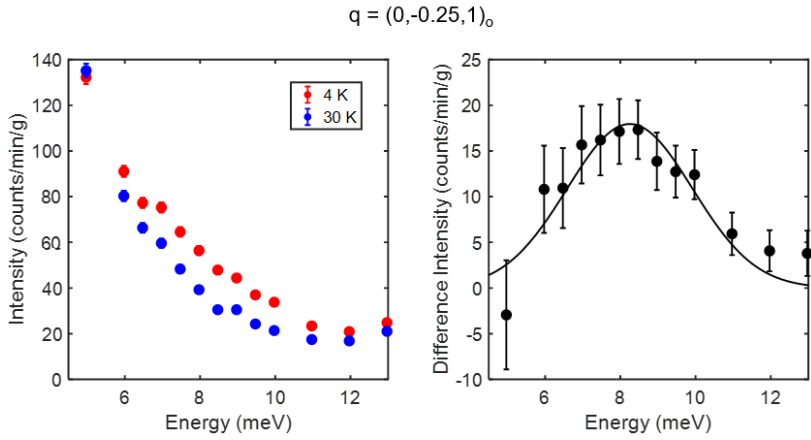 q = (0,-0.25,1)ₒ
140
120
100
80
60
40
20
0
Intensity (counts/min/g)
4 K
30 K
6 8 10 12
Energy (meV)
25
20
15
10
5
0
-5
-10
Difference Intensity (counts/min/g)
6 8 10 12
Energy (meV)